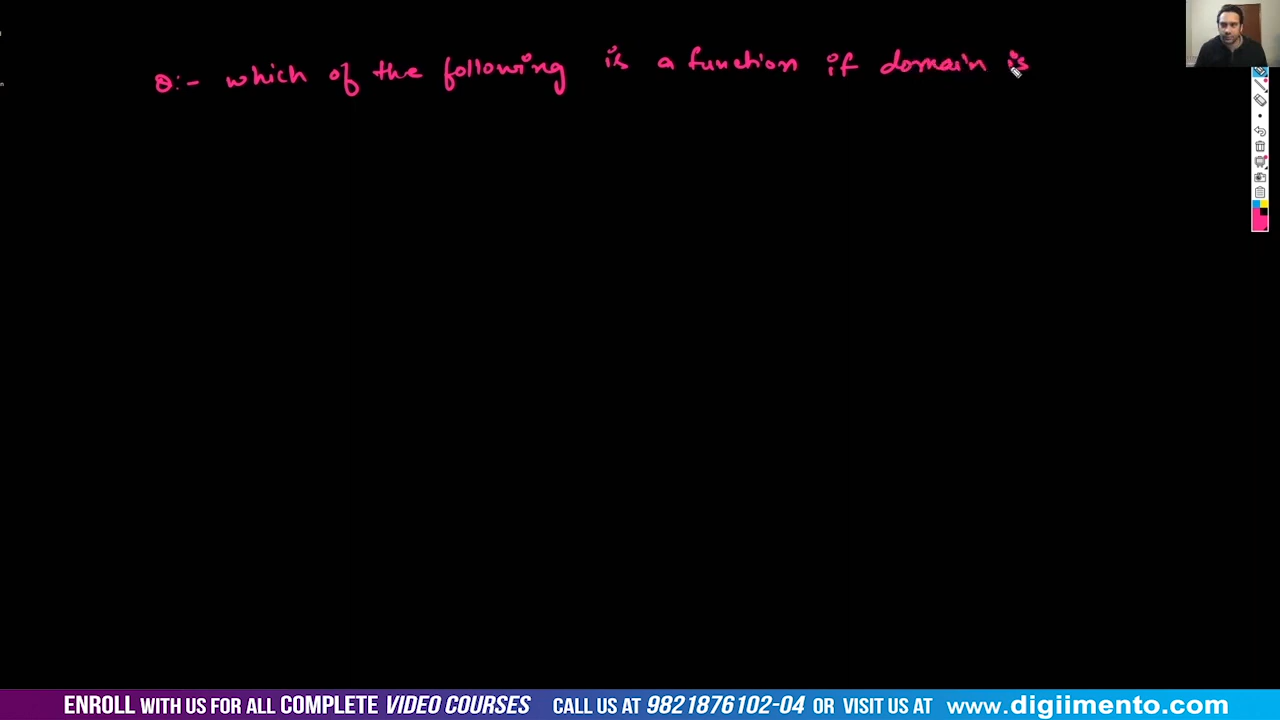 Q:- which of the following is a function if domain is
ENROLL WITH US FOR ALL COMPLETE VIDEO COURSES CALL US AT 9821876102-04 OR VISIT US AT www.digiimento.com